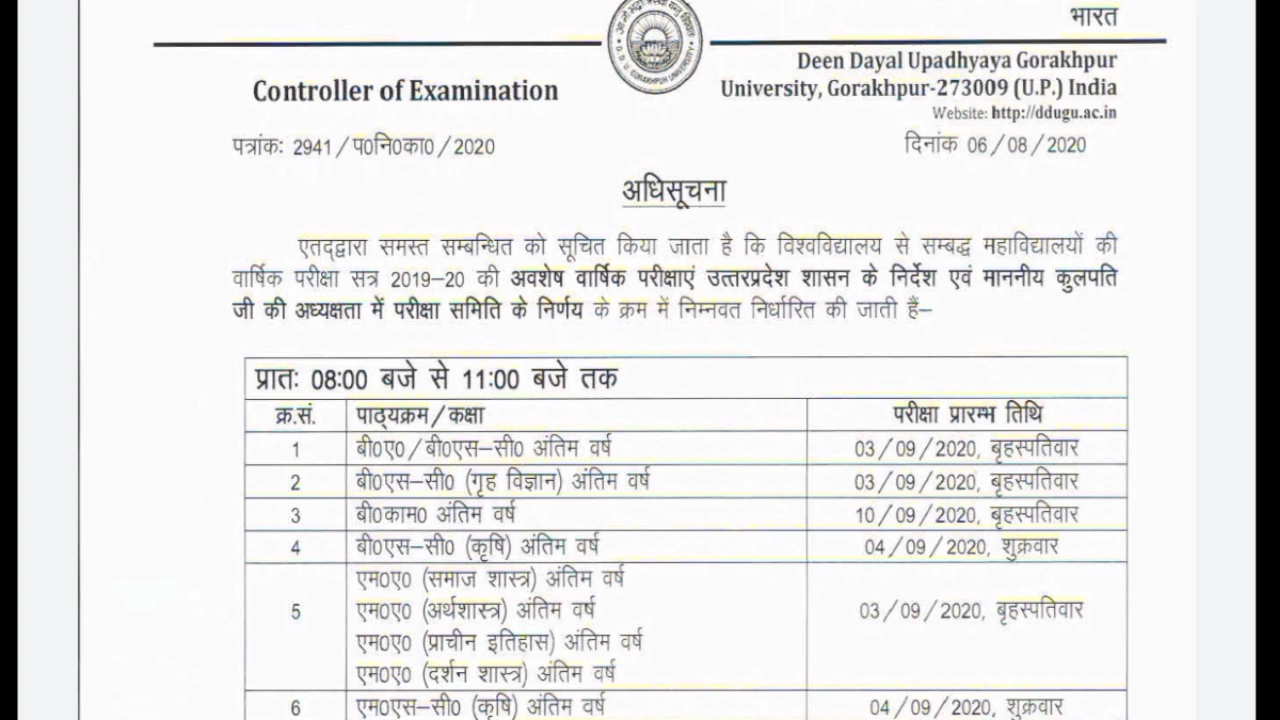 भारत
Controller of Examination
Deen Dayal Upadhyaya Gorakhpur
University, Gorakhpur-273009 (U.P.) India
Website: http://ddugu.ac.in
पत्रांकः 2941/प0नि0का0/2020
दिनांक 06/08/2020
अधिसूचना
एतद्द्वारा समस्त सम्बन्धित को सूचित किया जाता है कि विश्वविद्यालय से सम्बद्ध महाविद्यालयों की
वार्षिक परीक्षा सत्र 2019–20 की अवशेष वार्षिक परीक्षाएं उत्तरप्रदेश शासन के निर्देश एवं माननीय कुलपति
जी की अध्यक्षता में परीक्षा समिति के निर्णय के क्रम में निम्नवत निर्धारित की जाती हैं–
प्रातः 08:00 बजे से 11:00 बजे तक
क्र.सं. पाठ्यक्रम/कक्षा परीक्षा प्रारम्भ तिथि
1 बी0ए0/बी0एस–सी0 अंतिम वर्ष 03/09/2020, बृहस्पतिवार
2 बी0एस–सी0 (गृह विज्ञान) अंतिम वर्ष 03/09/2020, बृहस्पतिवार
3 बी0काम0 अंतिम वर्ष 10/09/2020, बृहस्पतिवार
4 बी0एस–सी0 (कृषि) अंतिम वर्ष 04/09/2020, शुक्रवार
एम0ए0 (समाज शास्त्र) अंतिम वर्ष
5 एम0ए0 (अर्थशास्त्र) अंतिम वर्ष 03/09/2020, बृहस्पतिवार
एम0ए0 (प्राचीन इतिहास) अंतिम वर्ष
एम0ए0 (दर्शन शास्त्र) अंतिम वर्ष
6 एम0एस–सी0 (कृषि) अंतिम वर्ष 04/09/2020, शुक्रवार